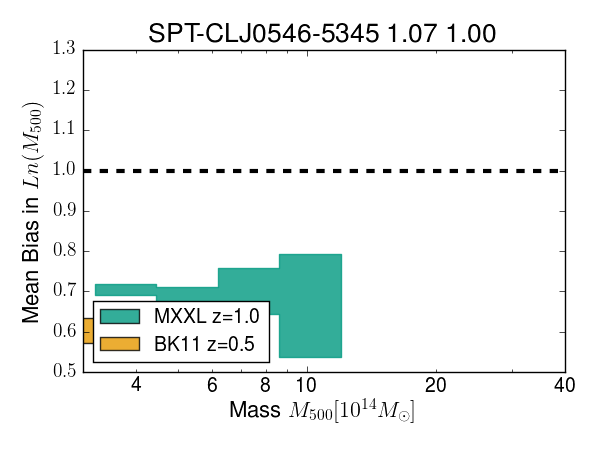 SPT-CLJ0546-5345 1.07 1.00
1.3
1.2
1.1
1.0
0.9
0.8
0.7
0.6
0.5
Mean Bias in Ln(M500)
MXXL z=1.0
BK11 z=0.5
4 6 8 10 20 40
Mass M500[10^14 M⊙]